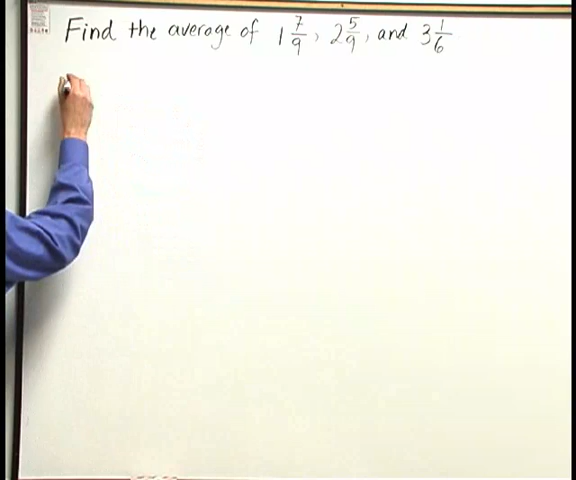 Find the average of 1 7/9, 2 5/9, and 3 1/6